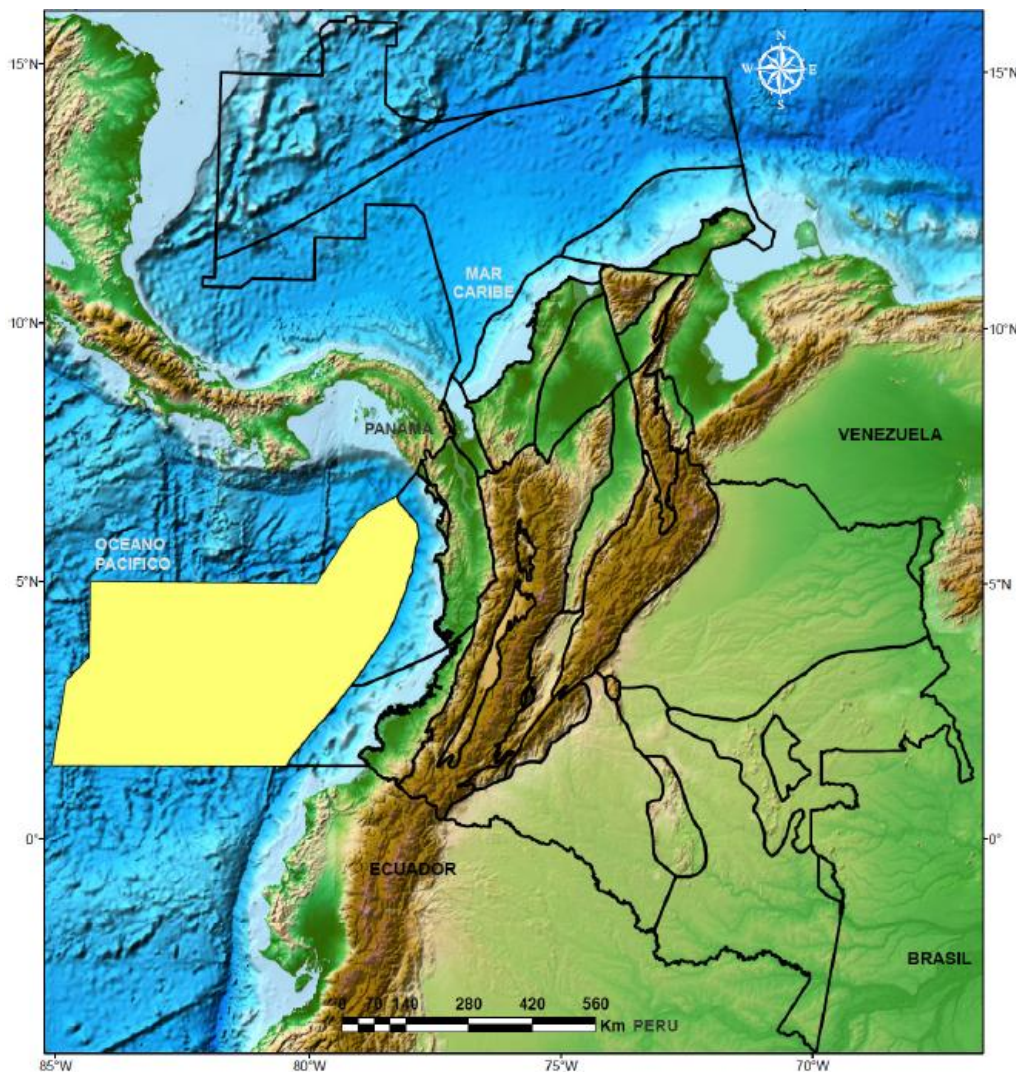 N
W E
S
15°N
15°N
MAR
CARIBE
10°N
10°N
PANAMA
VENEZUELA
OCEANO
PACIFICO
5°N
5°N
0°
0°
ECUADOR
BRASIL
0 70 140 280 420 560
Km PERU
85°W 80°W 75°W 70°W